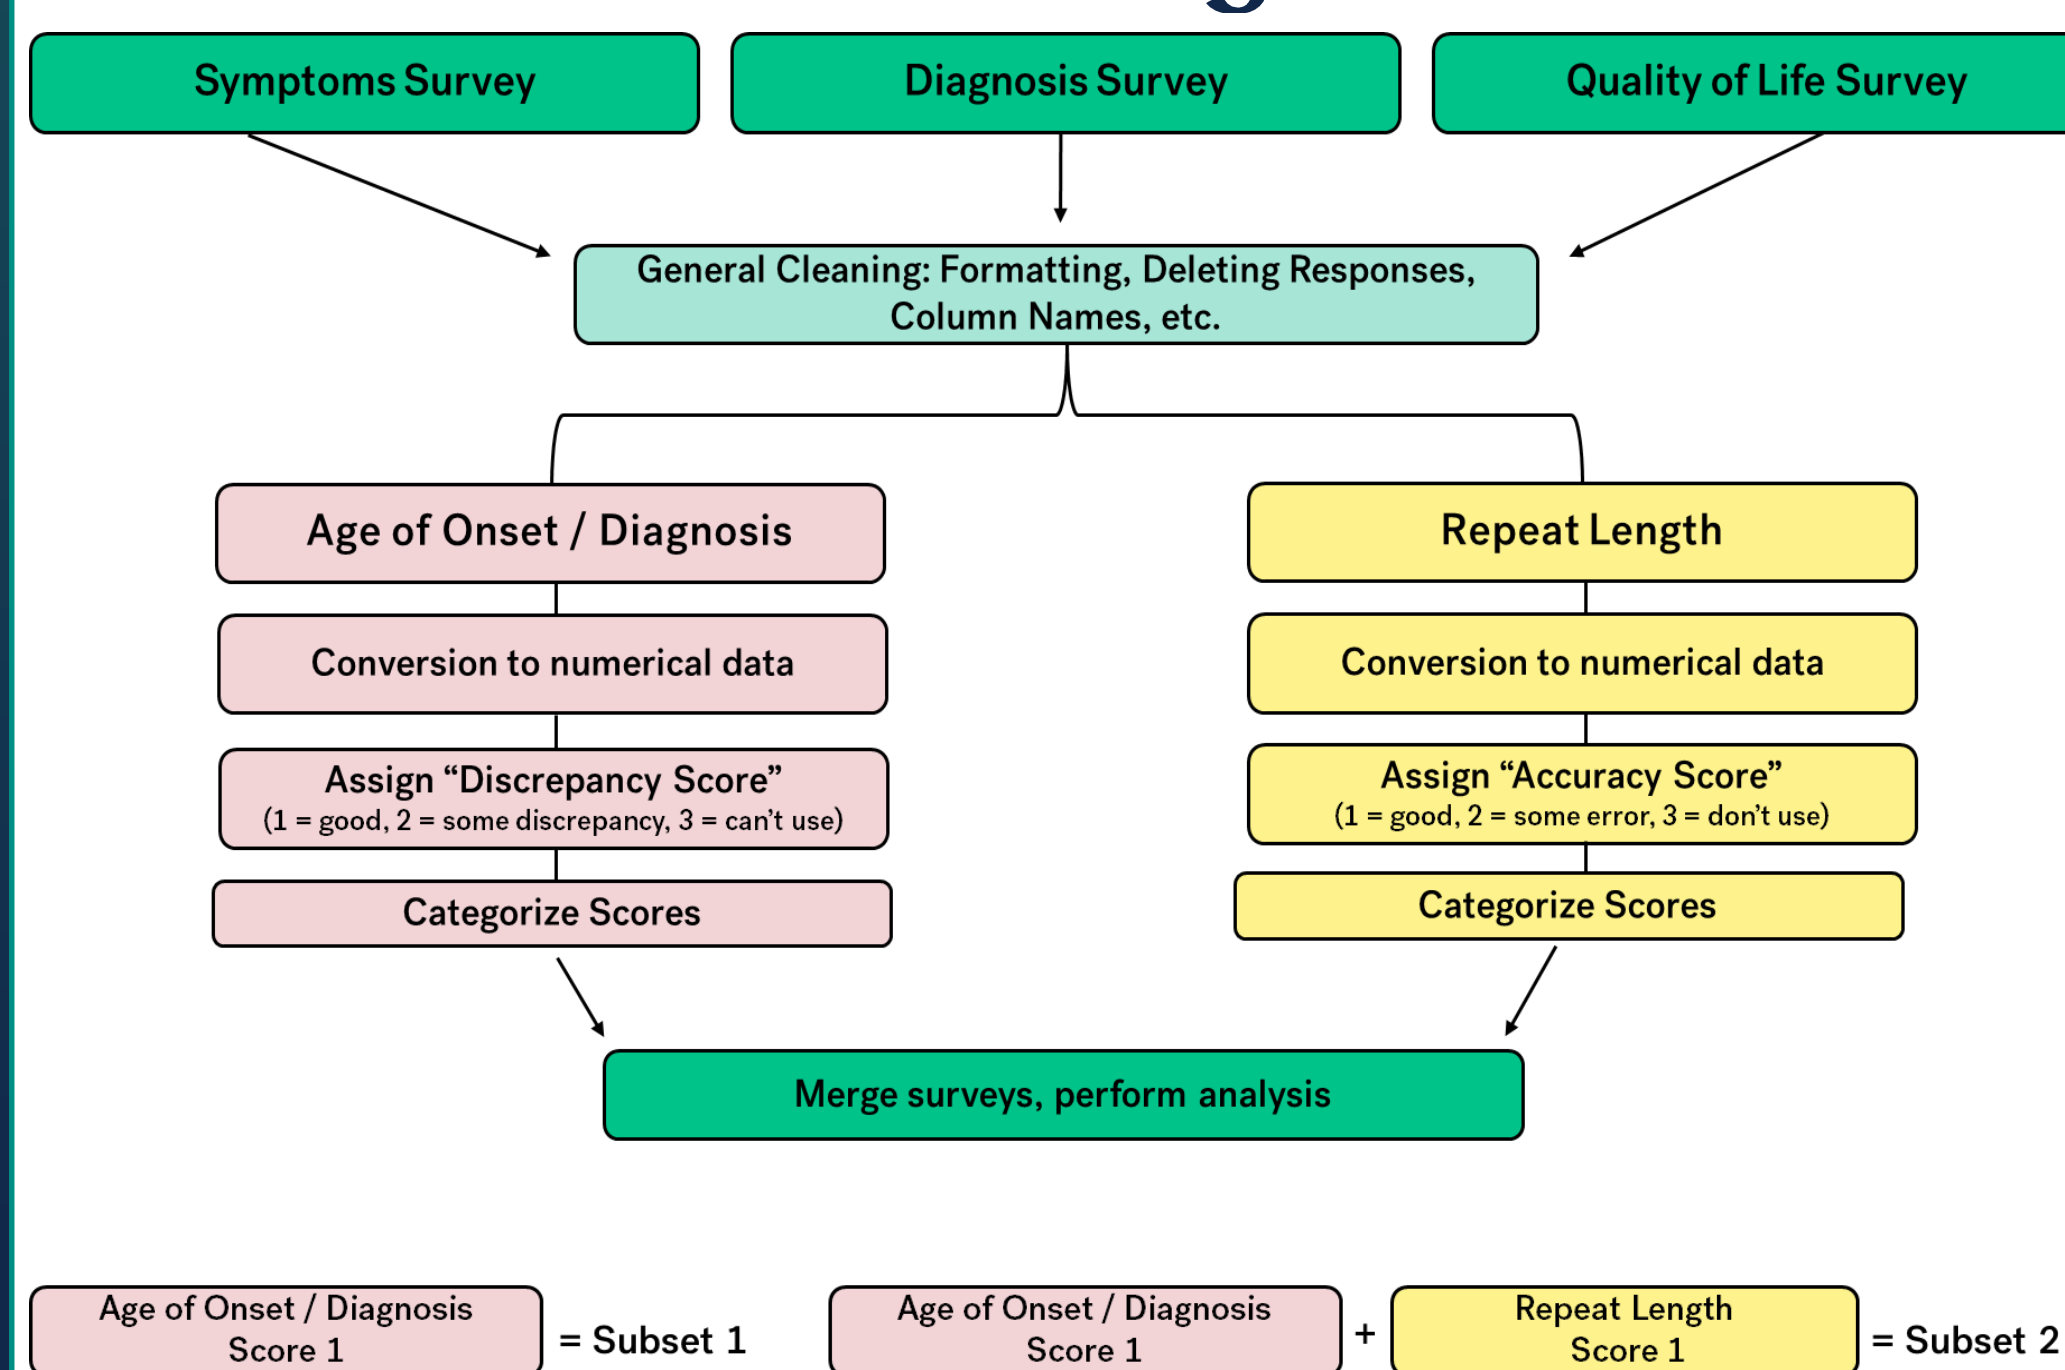 Symptoms Survey
Diagnosis Survey
Quality of Life Survey
General Cleaning: Formatting, Deleting Responses,
Column Names, etc.
Age of Onset / Diagnosis
Repeat Length
Conversion to numerical data
Conversion to numerical data
Assign “Discrepancy Score”
(1 = good, 2 = some discrepancy, 3 = can’t use)
Assign “Accuracy Score”
(1 = good, 2 = some error, 3 = don’t use)
Categorize Scores
Categorize Scores
Merge surveys, perform analysis
Age of Onset / Diagnosis
Score 1
= Subset 1
Age of Onset / Diagnosis
Score 1
+
Repeat Length
Score 1
= Subset 2